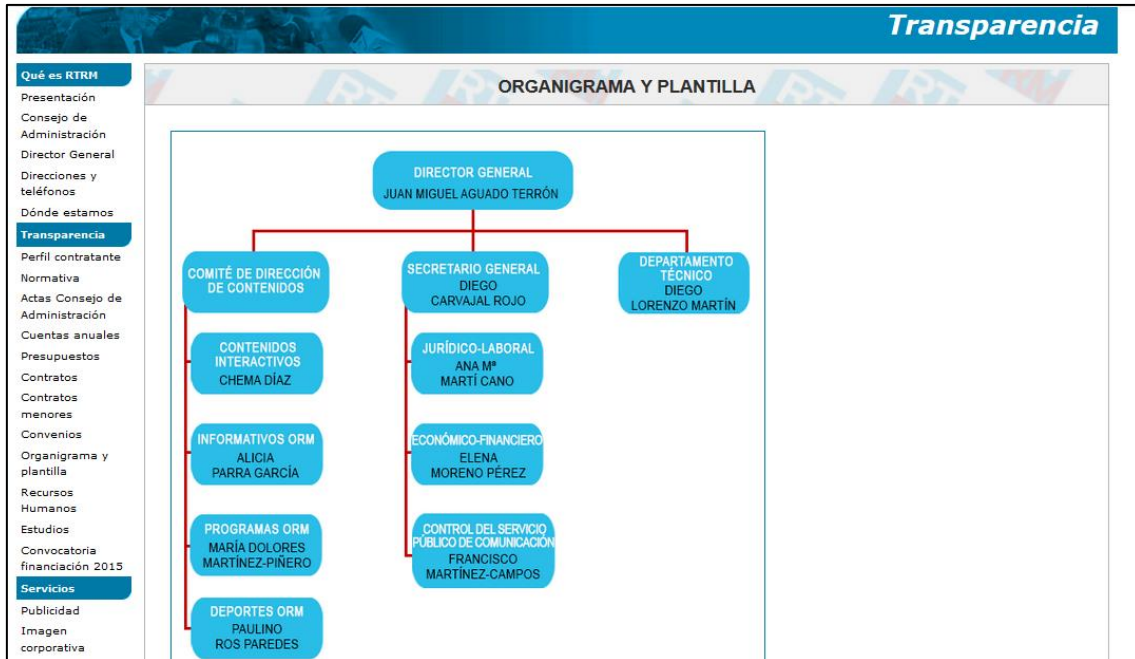 Transparencia
Qué es RTRM
Presentación
Consejo de
Administración
Director General
Direcciones y
teléfonos
Dónde estamos
Transparencia
Perfil contratante
Normativa
Actas Consejo de
Administración
Cuentas anuales
Presupuestos
Contratos
Contratos
menores
Convenios
Organigrama y
plantilla
Recursos
Humanos
Estudios
Convocatoria
financiación 2015
Servicios
Publicidad
Imagen
corporativa
ORGANIGRAMA Y PLANTILLA
DIRECTOR GENERAL
JUAN MIGUEL AGUADO TERRÓN
COMITÉ DE DIRECCIÓN
DE CONTENIDOS
CONTENIDOS
INTERACTIVOS
CHEMA DÍAZ
INFORMATIVOS ORM
ALICIA
PARRA GARCÍA
PROGRAMAS ORM
MARÍA DOLORES
MARTÍNEZ-PIÑERO
DEPORTES ORM
PAULINO
ROS PAREDES
SECRETARIO GENERAL
DIEGO
CARVAJAL ROJO
JURÍDICO-LABORAL
ANA Mª
MARTÍ CANO
ECONÓMICO-FINANCIERO
ELENA
MORENO PÉREZ
CONTROL DEL SERVICIO
PÚBLICO DE COMUNICACIÓN
FRANCISCO
MARTÍNEZ-CAMPOS
DEPARTAMENTO
TÉCNICO
DIEGO
LORENZO MARTÍN